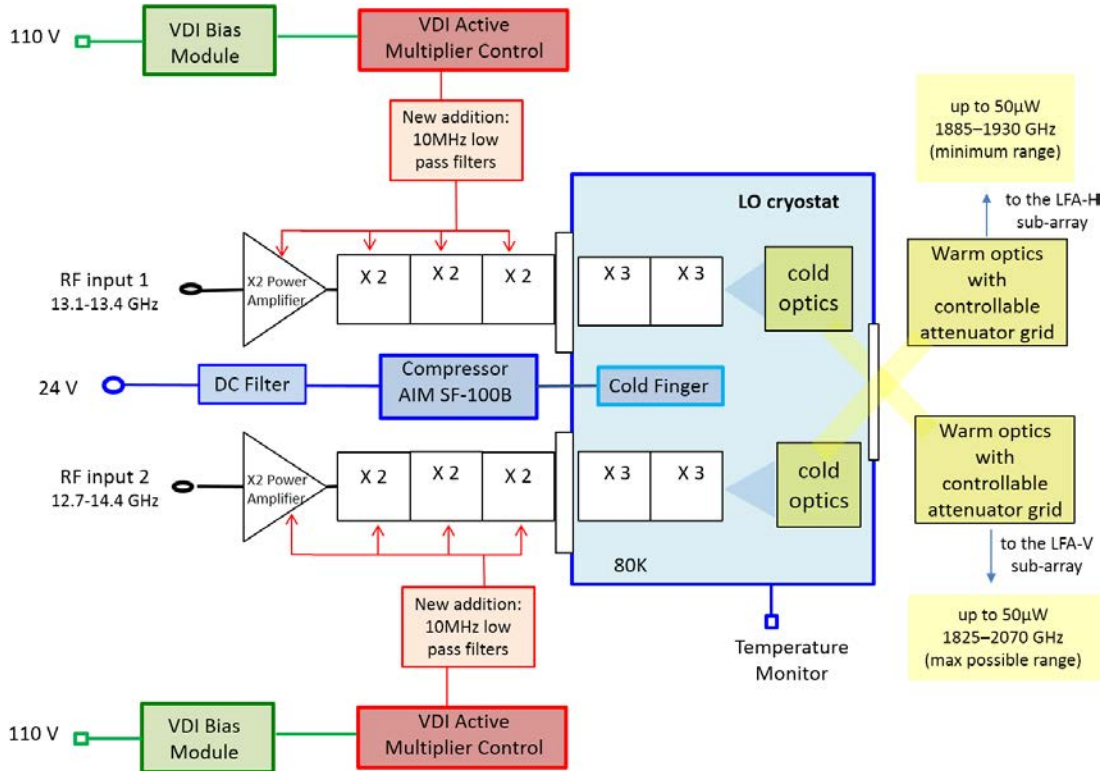 110 V
VDI Bias
Module
VDI Active
Multiplier Control
New addition:
10MHz low
pass filters
up to 50µW
1885–1930 GHz
(minimum range)
to the LFA-H
sub-array
LO cryostat
RF input 1
13.1-13.4 GHz
X2 Power
Amplifier
X 2
X 2
X 2
X 3
X 3
cold
optics
Warm optics
with
controllable
attenuator grid
24 V
DC Filter
Compressor
AIM SF-100B
Cold Finger
RF input 2
12.7-14.4 GHz
X2 Power
Amplifier
X 2
X 2
X 2
X 3
X 3
cold
optics
Warm optics
with
controllable
attenuator grid
80K
to the LFA-V
sub-array
New addition:
10MHz low
pass filters
Temperature
Monitor
up to 50µW
1825–2070 GHz
(max possible range)
110 V
VDI Bias
Module
VDI Active
Multiplier Control